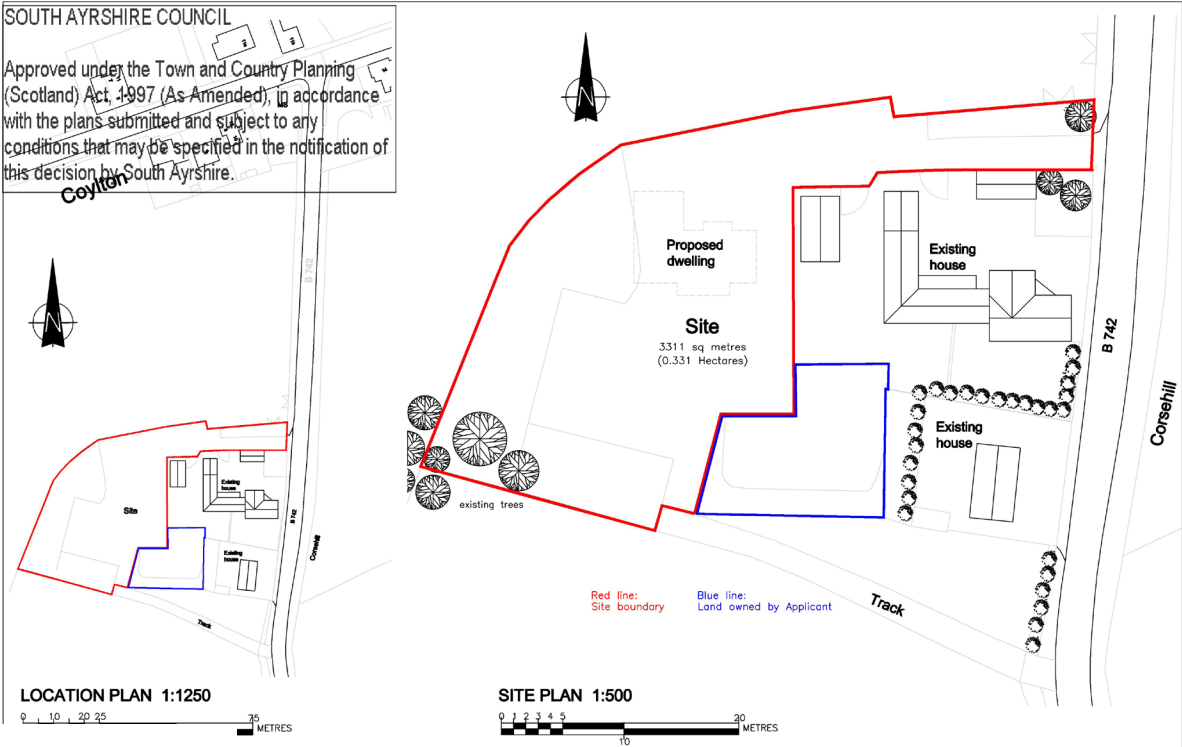 SOUTH AYRSHIRE COUNCIL
Approved under the Town and Country Planning
(Scotland) Act, 1997 (As Amended), in accordance
with the plans submitted and subject to any
conditions that may be specified in the notification of
this decision by South Ayrshire.
Coylton
B 742
N
Site
Existing
house
Existing
house
B 742
Corsehill
Track
LOCATION PLAN 1:1250
0 10 20 25 75
METRES
N
Proposed
dwelling
Site
3311 sq metres
(0.331 Hectares)
Existing
house
Existing
house
B 742
Corsehill
existing trees
Track
Red line:
Site boundary
Blue line:
Land owned by Applicant
SITE PLAN 1:500
0 1 2 3 4 5 20
METRES
10